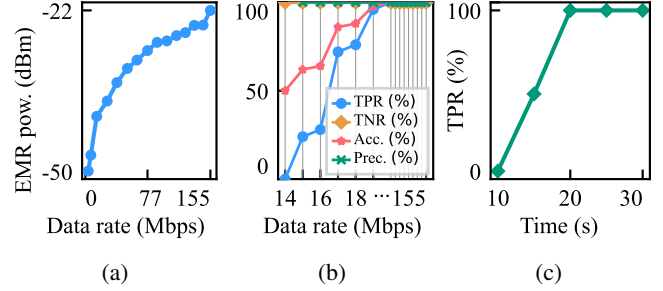 EMR pow. (dBm)
-22
-50
0 77 155
Data rate (Mbps)
(a)
100
50
0
TPR (%)
TNR (%)
Acc. (%)
Prec. (%)
14 16 18 ···155
Data rate (Mbps)
(b)
TPR (%)
100
0
10 20 30
Time (s)
(c)